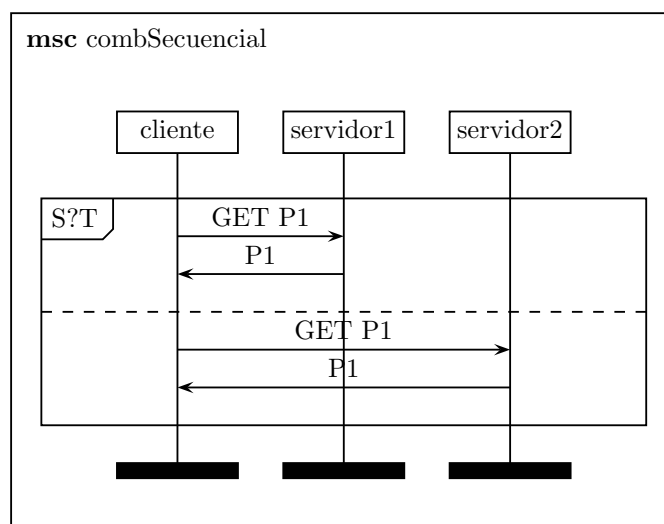 msc combSecuencial
cliente servidor1 servidor2
S?T
GET P1
P1
GET P1
P1